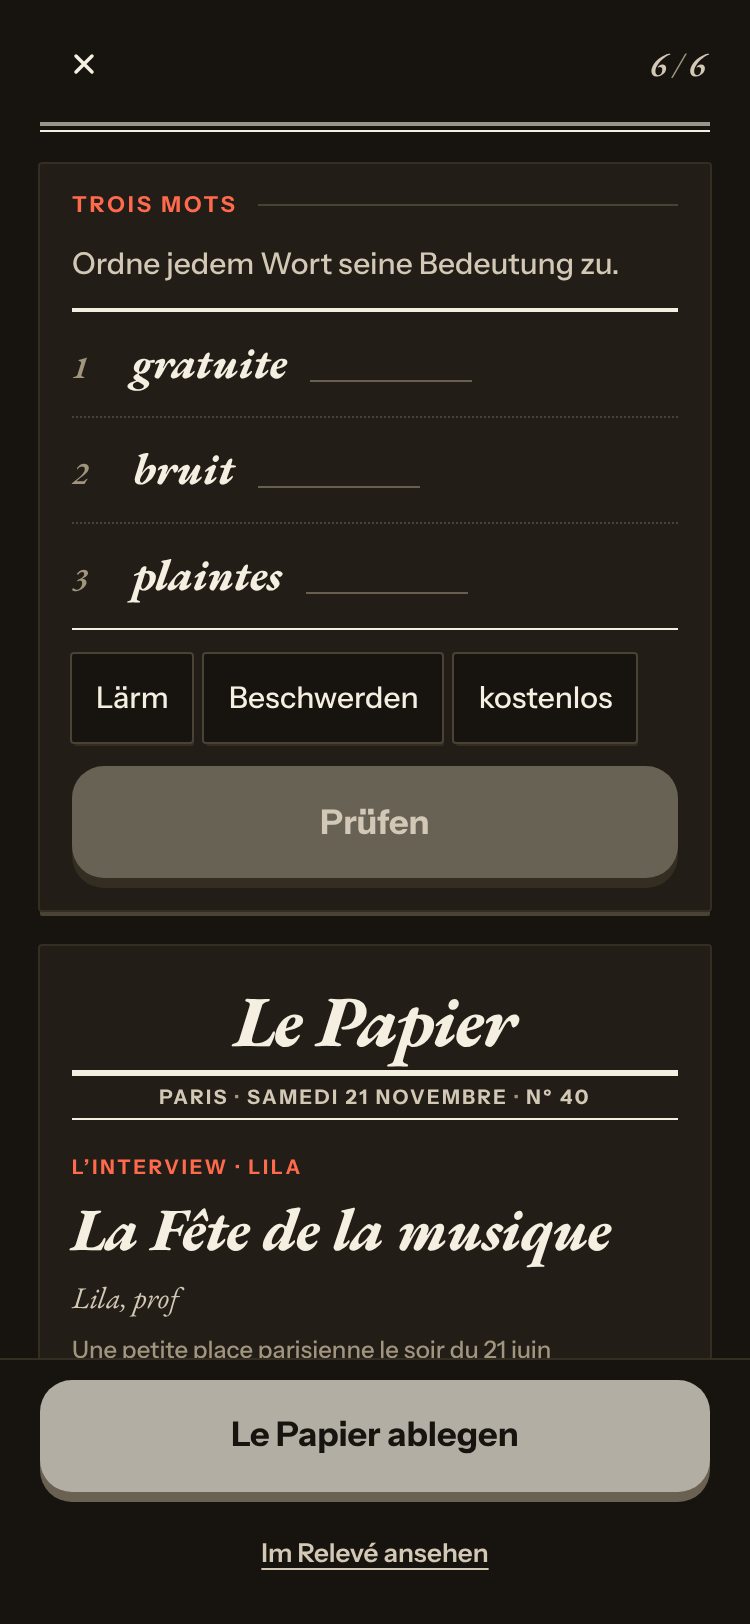 6/6
TROIS MOTS
Ordne jedem Wort seine Bedeutung zu.
1 gratuite
2 bruit
3 plaintes
Lärm Beschwerden kostenlos
Prüfen
Le Papier
PARIS · SAMEDI 21 NOVEMBRE · N° 40
L’INTERVIEW · LILA
La Fête de la musique
Lila, prof
Une petite place parisienne le soir du 21 juin
Le Papier ablegen
Im Relevé ansehen